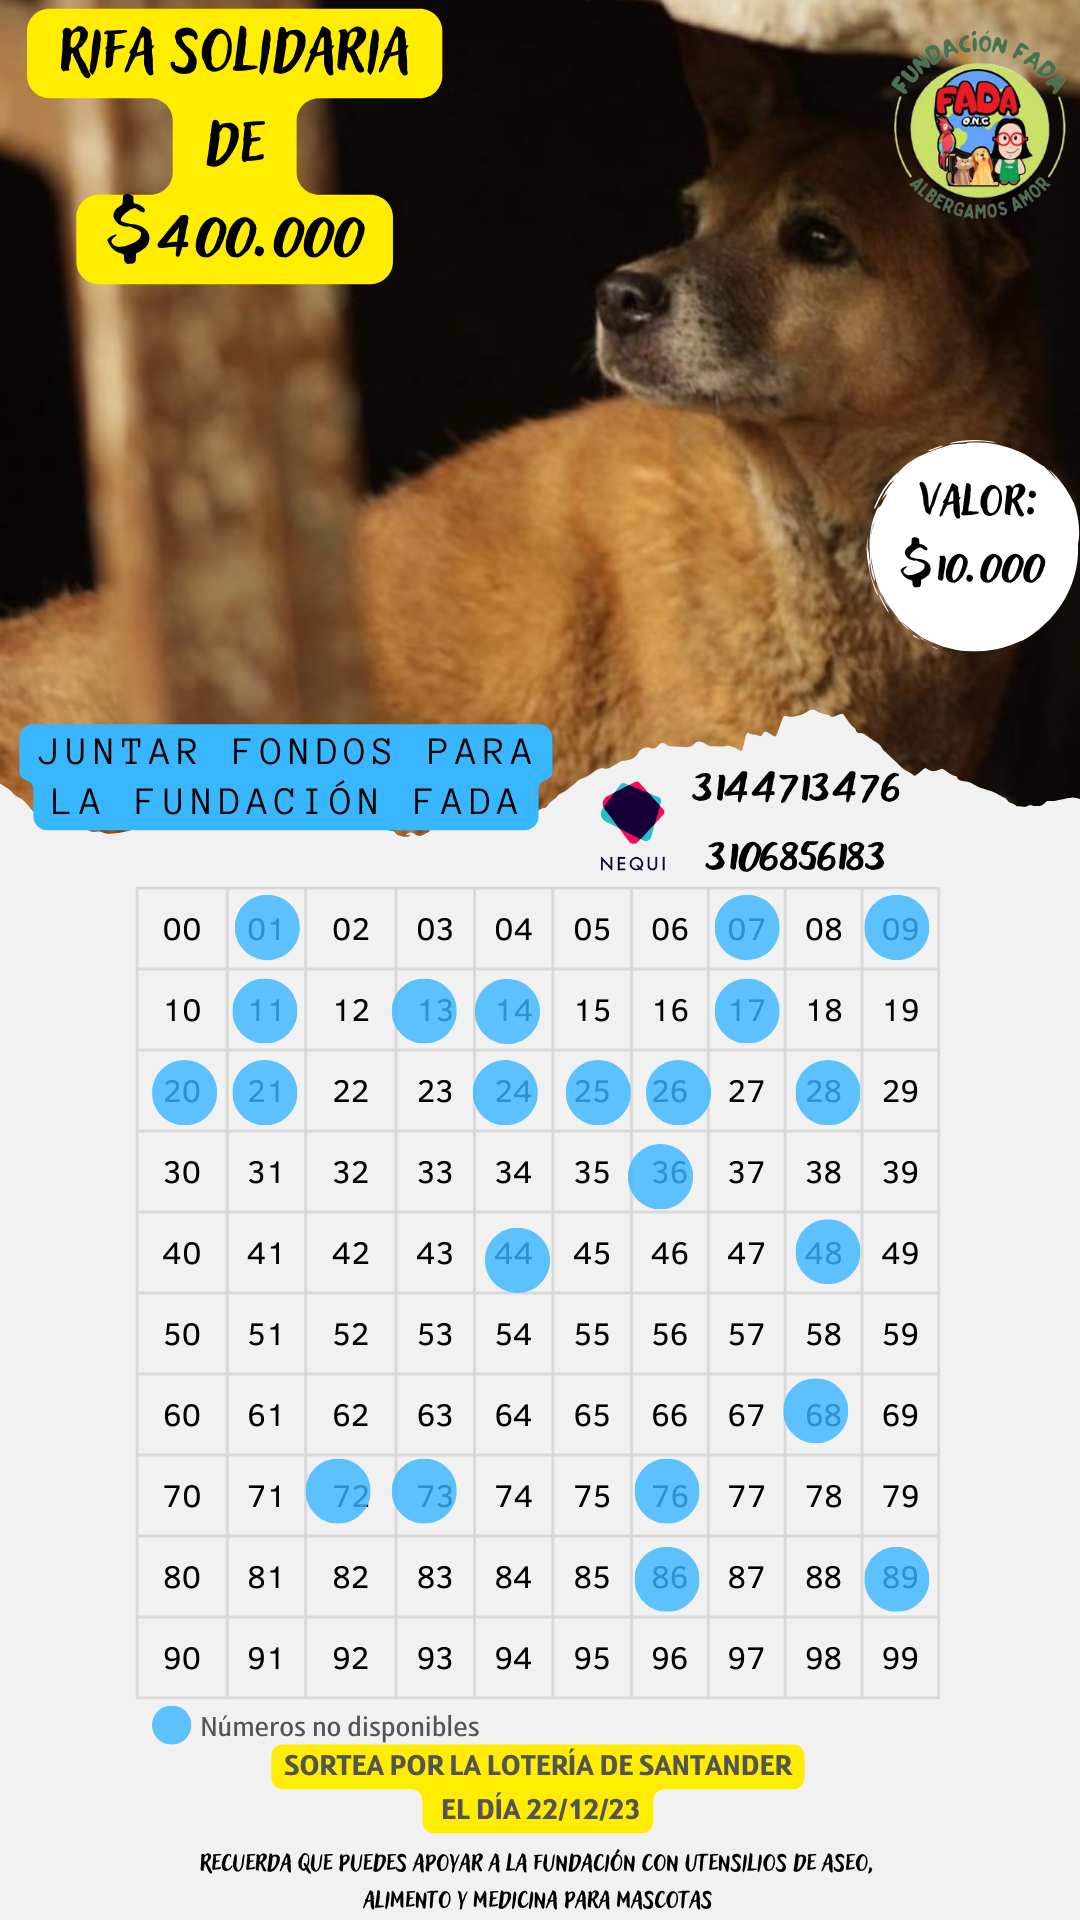 RIFA SOLIDARIA
DE
$400.000
FUNDACIÓN FADA
FADA
O.N.G
ALBERGAMOS AMOR
VALOR:
$10.000
JUNTAR FONDOS PARA
LA FUNDACIÓN FADA
3144713476
NEQUI
3106856183
00 01 02 03 04 05 06 07 08 09
10 11 12 13 14 15 16 17 18 19
20 21 22 23 24 25 26 27 28 29
30 31 32 33 34 35 36 37 38 39
40 41 42 43 44 45 46 47 48 49
50 51 52 53 54 55 56 57 58 59
60 61 62 63 64 65 66 67 68 69
70 71 72 73 74 75 76 77 78 79
80 81 82 83 84 85 86 87 88 89
90 91 92 93 94 95 96 97 98 99
Números no disponibles
SORTEA POR LA LOTERÍA DE SANTANDER
EL DÍA 22/12/23
RECUERDA QUE PUEDES APOYAR A LA FUNDACIÓN CON UTENSILIOS DE ASEO,
ALIMENTO Y MEDICINA PARA MASCOTAS